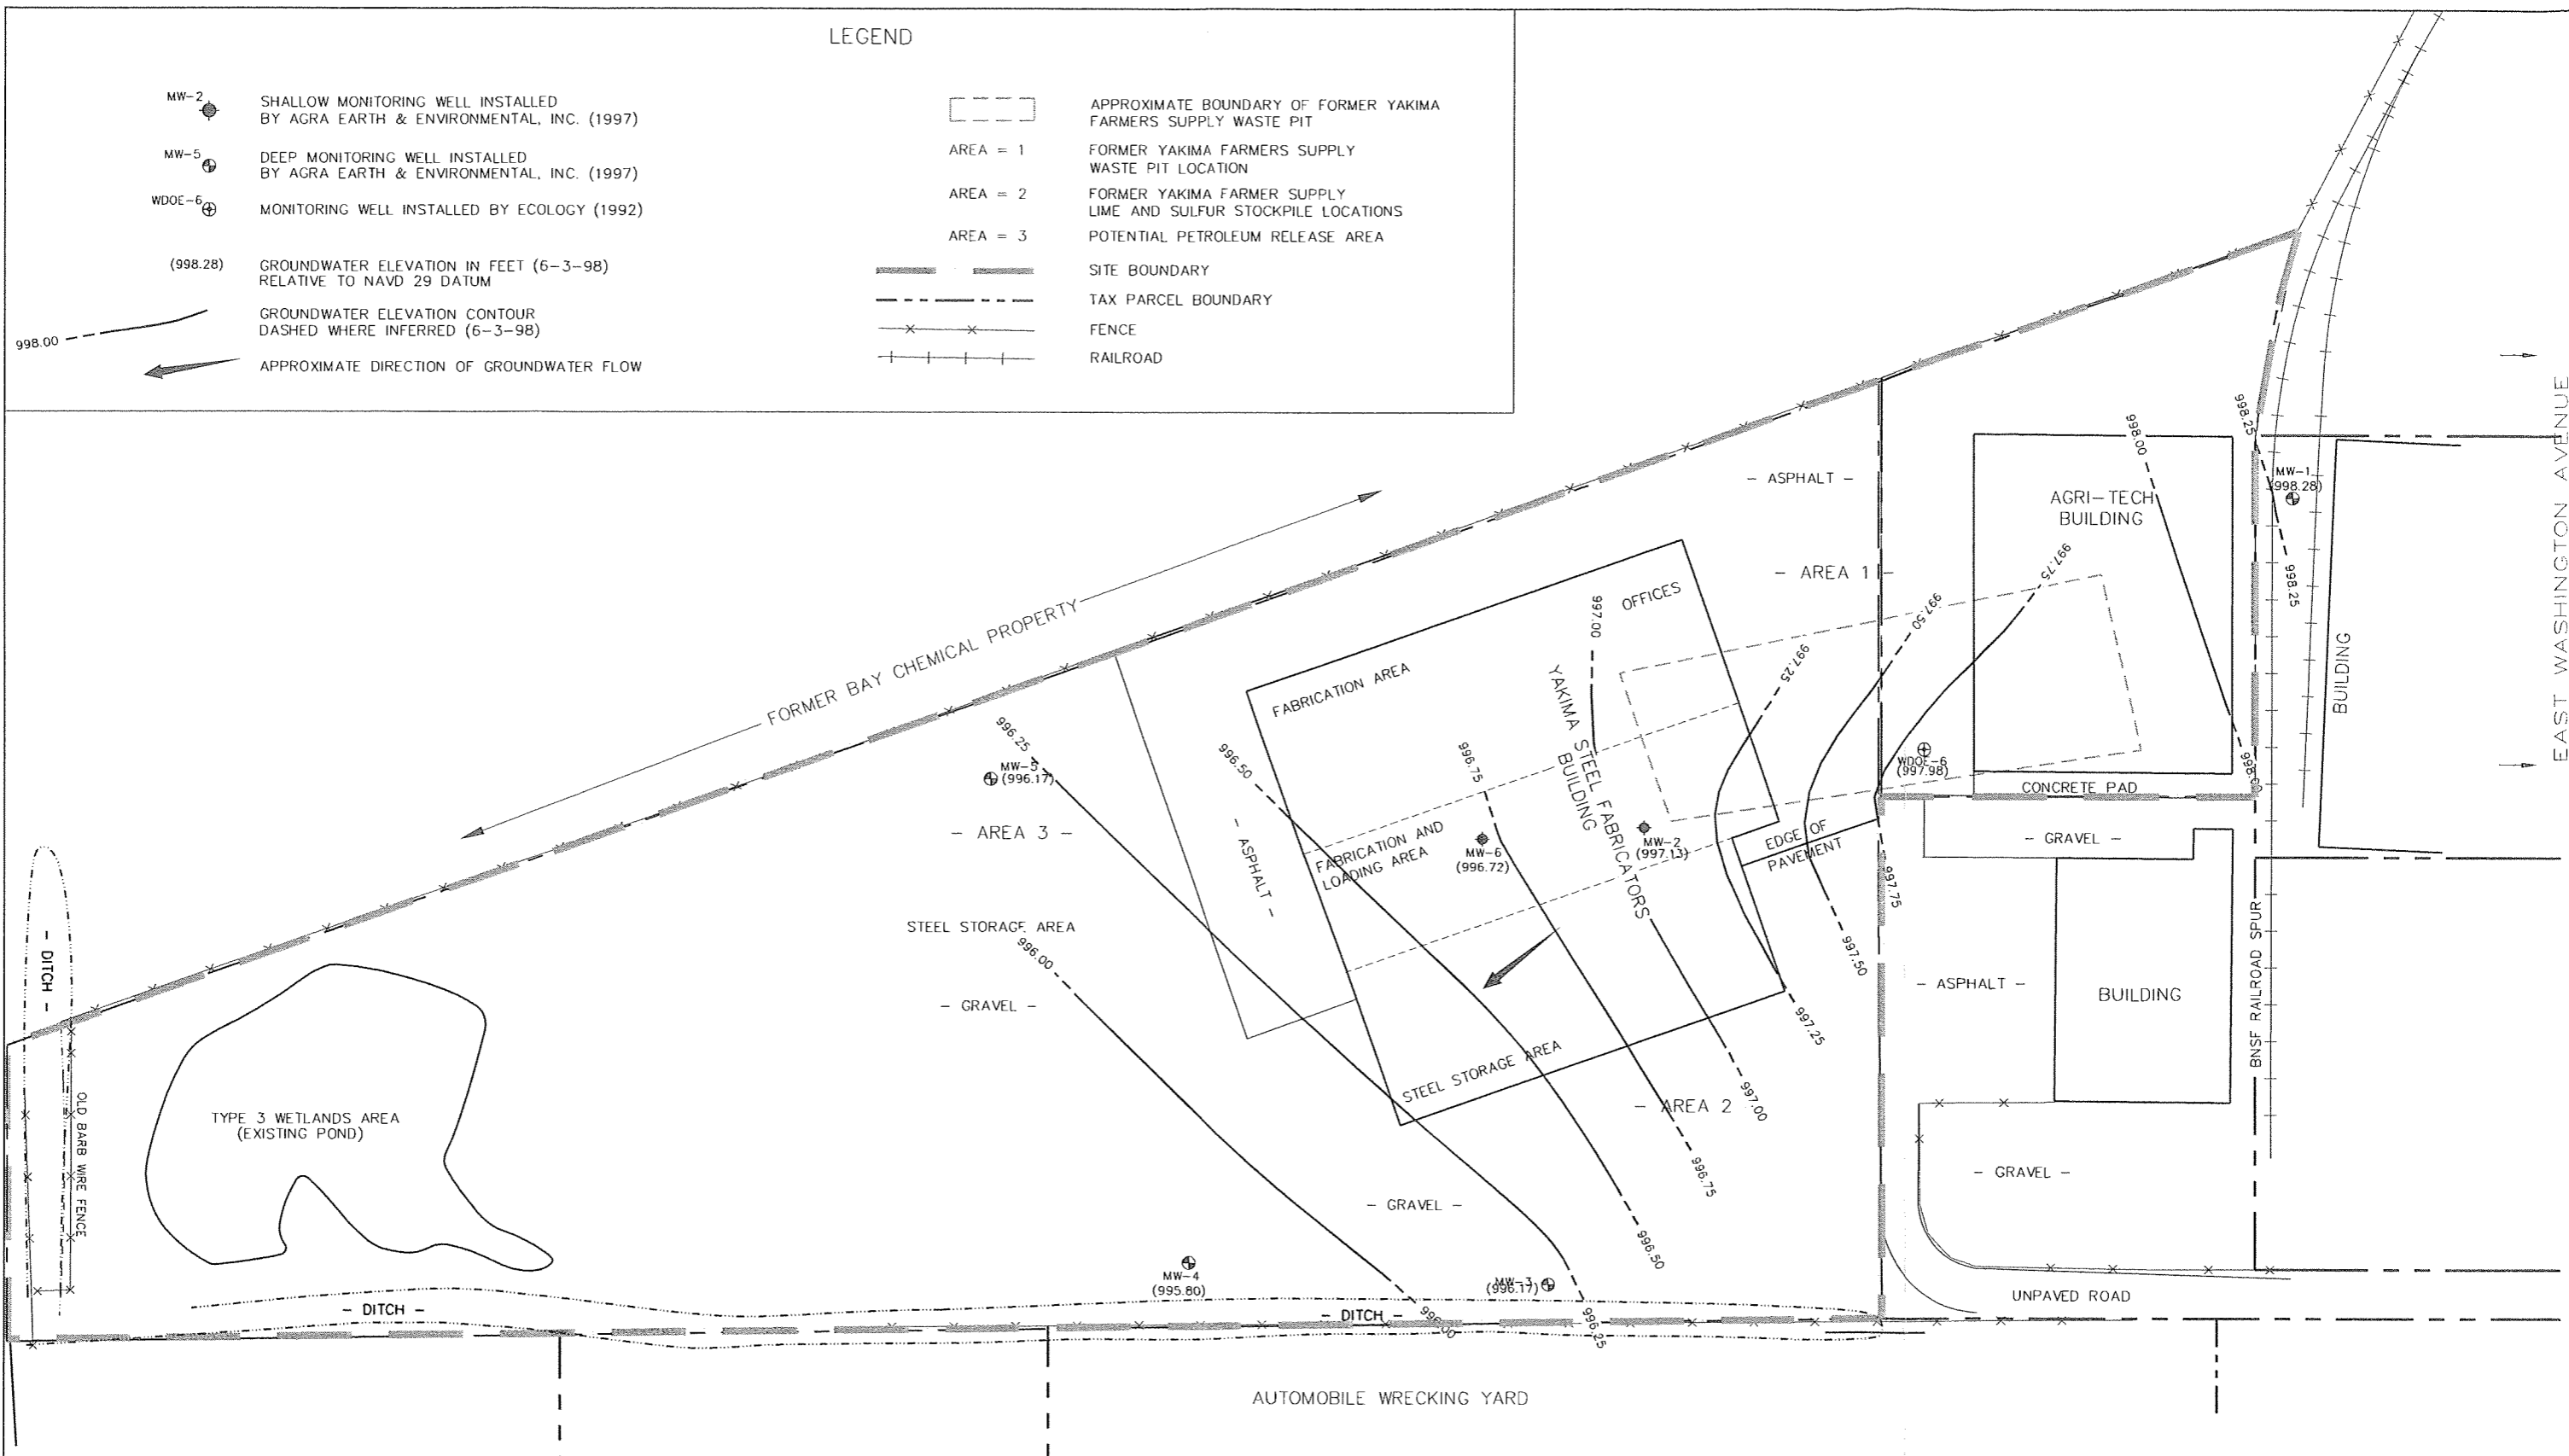 LEGEND
MW-2
SHALLOW MONITORING WELL INSTALLED
BY AGRA EARTH & ENVIRONMENTAL, INC. (1997)
MW-5
DEEP MONITORING WELL INSTALLED
BY AGRA EARTH & ENVIRONMENTAL, INC. (1997)
WDOE-6
MONITORING WELL INSTALLED BY ECOLOGY (1992)
(998.28)
GROUNDWATER ELEVATION IN FEET (6-3-98)
RELATIVE TO NAVD 29 DATUM
998.00
GROUNDWATER ELEVATION CONTOUR
DASHED WHERE INFERRED (6-3-98)
APPROXIMATE DIRECTION OF GROUNDWATER FLOW
APPROXIMATE BOUNDARY OF FORMER YAKIMA
FARMERS SUPPLY WASTE PIT
AREA = 1
FORMER YAKIMA FARMERS SUPPLY
WASTE PIT LOCATION
AREA = 2
FORMER YAKIMA FARMER SUPPLY
LIME AND SULFUR STOCKPILE LOCATIONS
AREA = 3
POTENTIAL PETROLEUM RELEASE AREA
SITE BOUNDARY
TAX PARCEL BOUNDARY
FENCE
RAILROAD
EAST WASHINGTON AVENUE
998.25
998.00
MW-1
(998.28)
- ASPHALT -
AGRI-TECH
BUILDING
997.75
998.25
- AREA 1 -
OFFICES
997.00
997.50
FORMER BAY CHEMICAL PROPERTY
997.25
BUILDING
FABRICATION AREA
YAKIMA STEEL FABRICATORS
BUILDING
996.25
996.50
996.75
MW-5
(996.17)
WDOE-6
(997.98)
998.0
CONCRETE PAD
- AREA 3 -
- ASPHALT -
FABRICATION AND
LOADING AREA
MW-6
(996.72)
MW-2
(997.13)
EDGE OF
PAVEMENT
- GRAVEL -
997.75
STEEL STORAGE AREA
996.00
997.50
- DITCH -
- GRAVEL -
- ASPHALT -
BUILDING
BNSF RAILROAD SPUR
997.25
STEEL STORAGE AREA
997.00
- AREA 2
OLD BARB WIRE FENCE
TYPE 3 WETLANDS AREA
(EXISTING POND)
996.75
- GRAVEL -
- GRAVEL -
996.50
MW-4
(995.80)
MW-3
(996.17)
UNPAVED ROAD
- DITCH -
- DITCH -
996.00
996.25
AUTOMOBILE WRECKING YARD